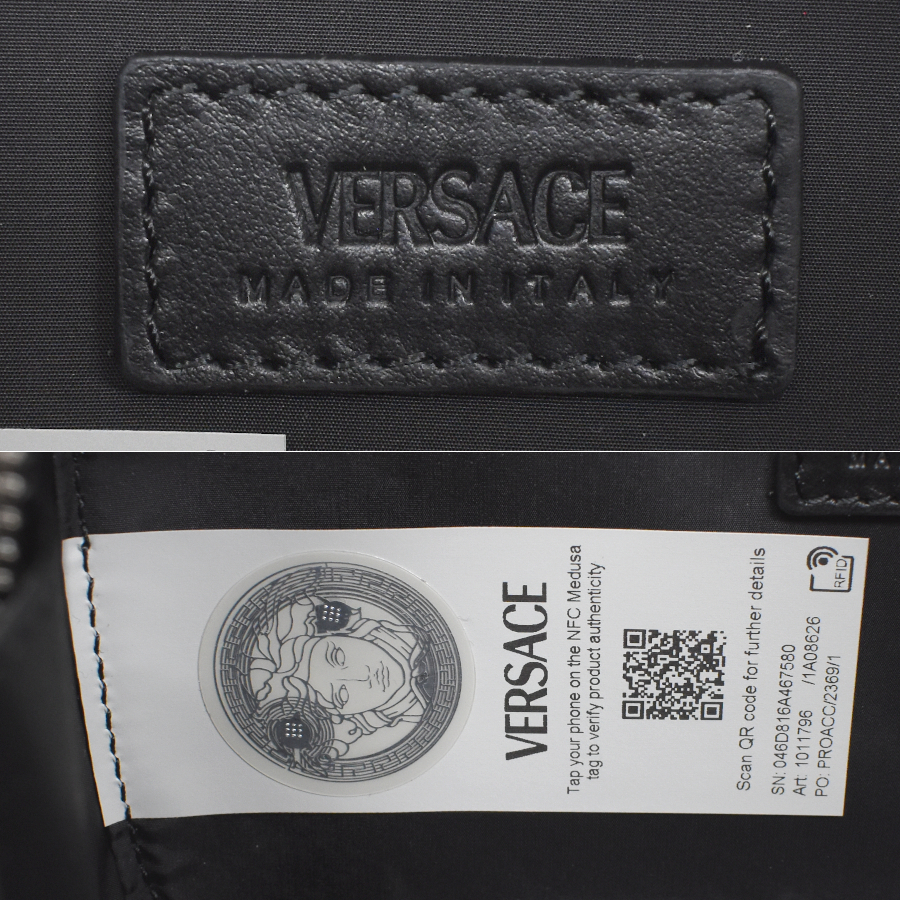 VERSACE
MADE IN ITALY
MA
VERSACE
Tap your phone on the NFC Medusa
tag to verify product authenticity
Scan QR code for further details
SN: 046D816A467580
Art: 1011796 /1A08626
PO: PROACC/2369/1
RFID